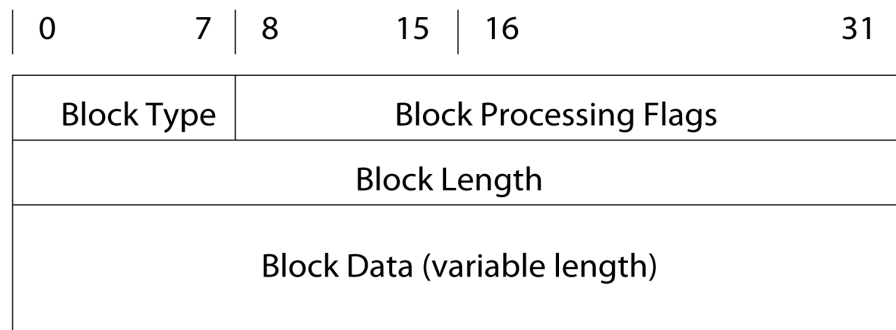 0 7 8 15 16 31
Block Type Block Processing Flags
Block Length
Block Data (variable length)